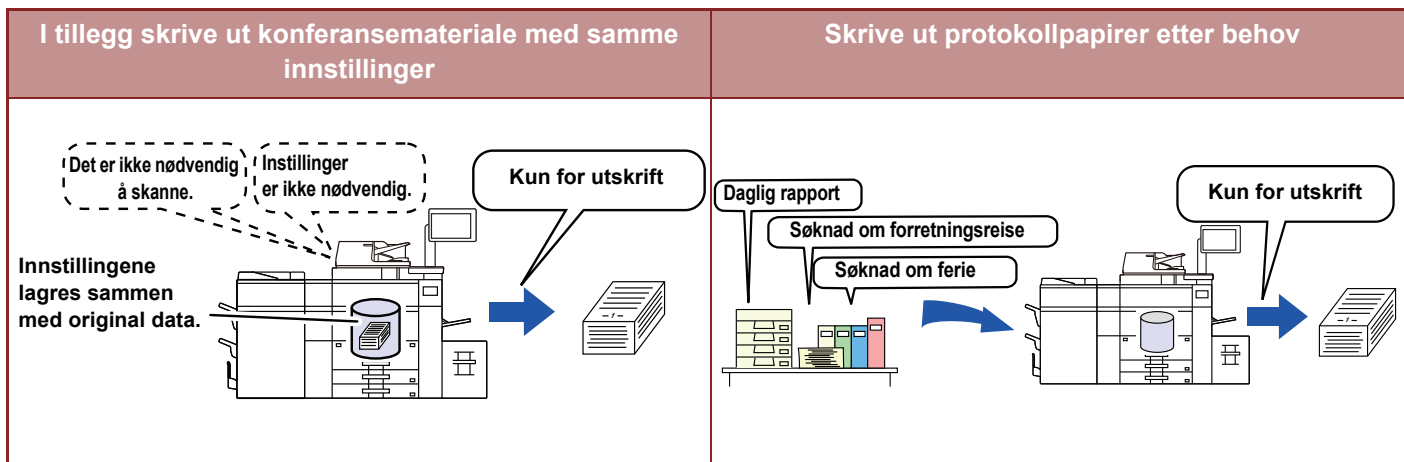 I tillegg skrive ut konferansemateriale med samme
innstillinger
Skrive ut protokollpapirer etter behov
Det er ikke nødvendig
å skanne.
Instillinger
er ikke nødvendig.
Kun for utskrift
Innstillingene
lagres sammen
med original data.
-1-
Daglig rapport
Søknad om forretningsreise
Søknad om ferie
Kun for utskrift
-1-